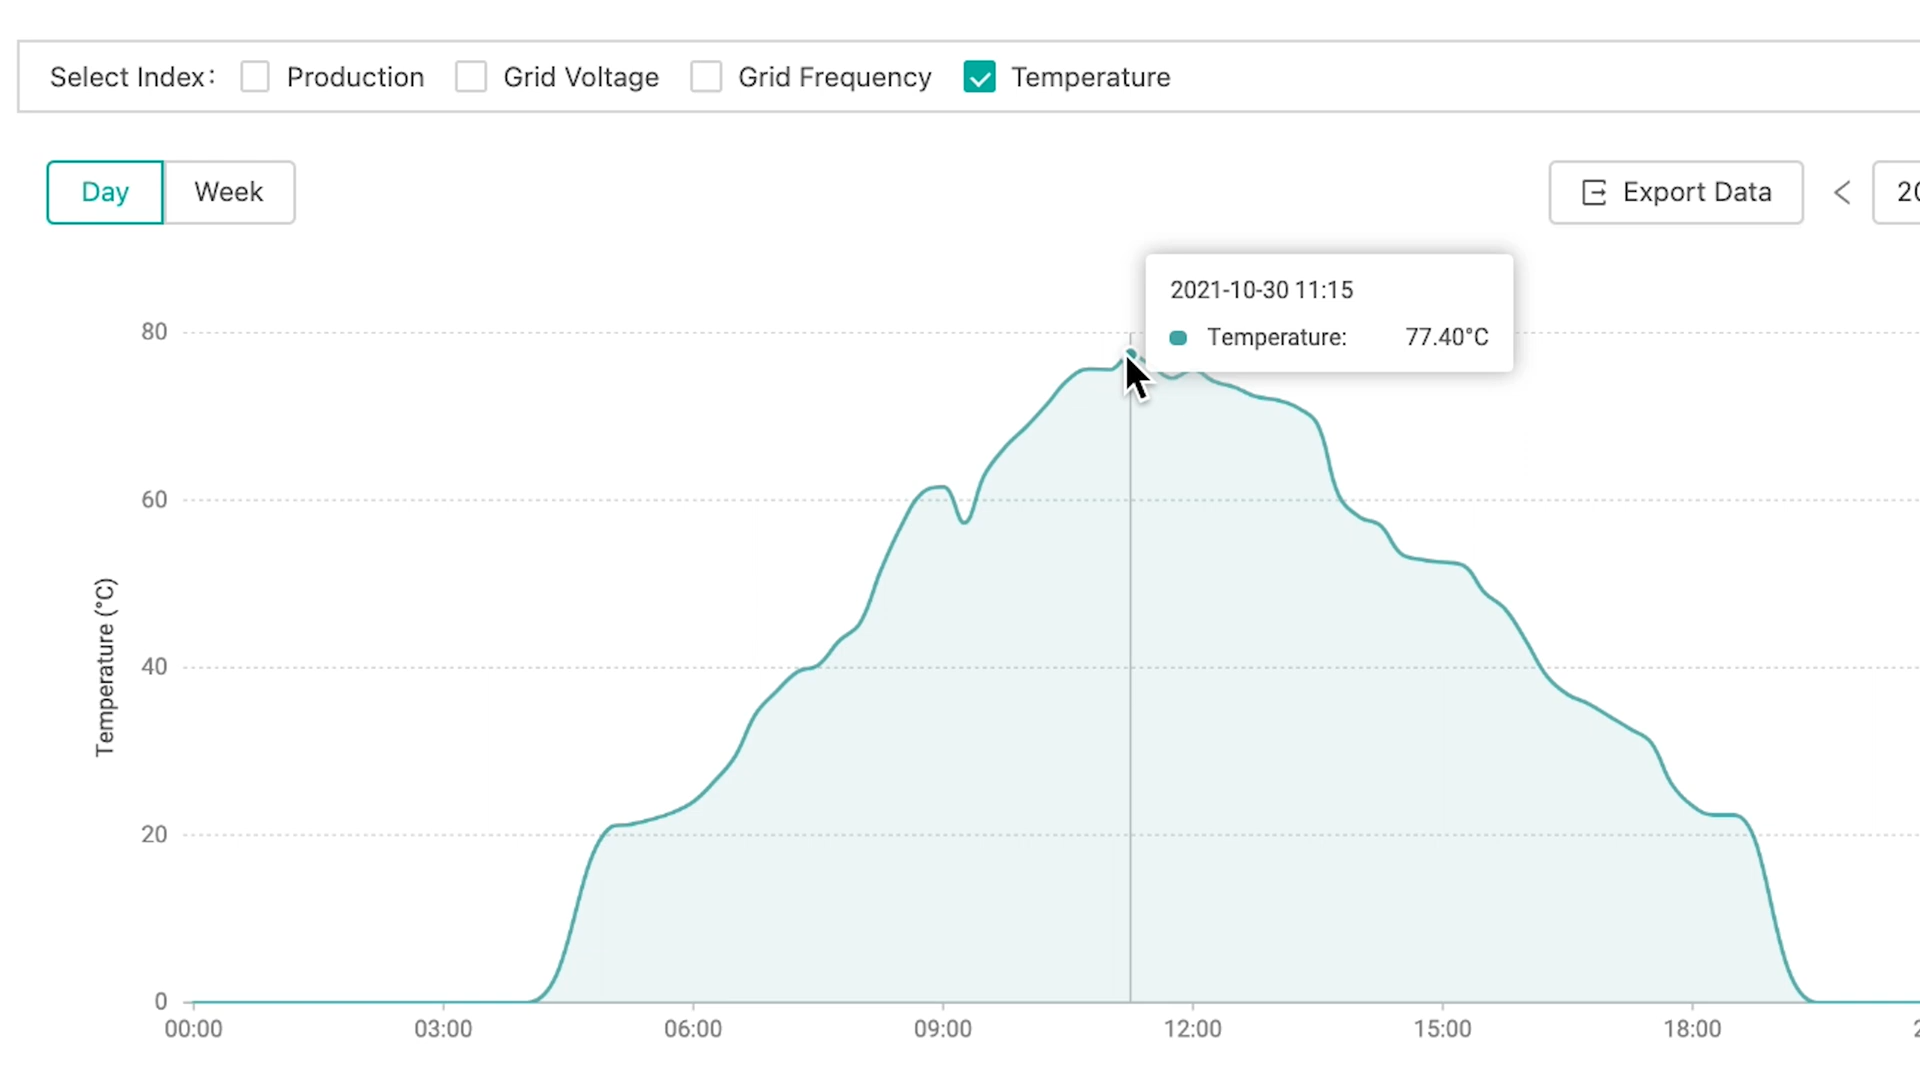 Select Index: Production Grid Voltage Grid Frequency Temperature
Day Week Export Data < 20
2021-10-30 11:15
Temperature: 77.40°C
80
60
40
20
0
Temperature (°C)
00:00 03:00 06:00 09:00 12:00 15:00 18:00